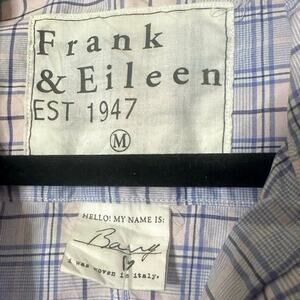 Frank
& Eileen
EST 1947
M
HELLO! MY NAME IS:
Barry
I was woven in italy.